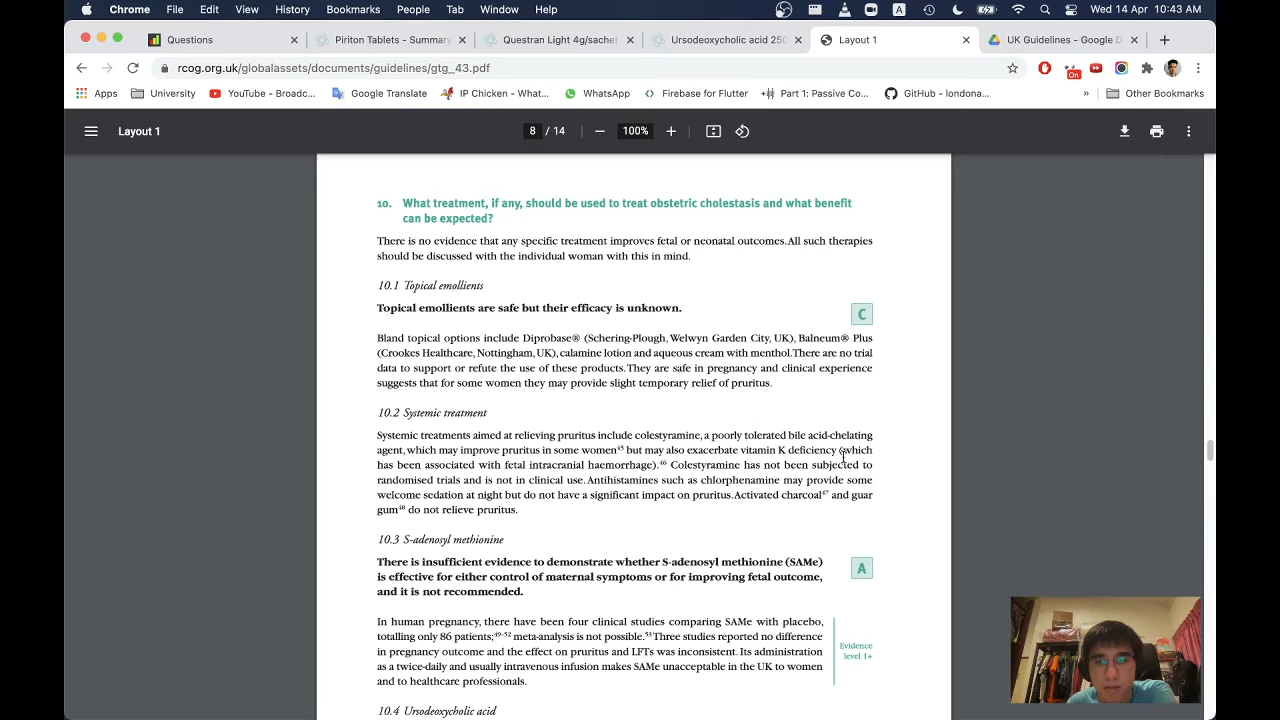 Chrome File Edit View History Bookmarks People Tab Window Help A Wed 14 Apr 10:43 AM
Questions Piriton Tablets - Summary Questran Light 4g/sachet Ursodeoxycholic acid 250 Layout 1 UK Guidelines - Google D
rcog.org.uk/globalassets/documents/guidelines/gtg_43.pdf On
Apps University YouTube - Broadc... Google Translate IP Chicken - What... WhatsApp Firebase for Flutter Part 1: Passive Co... GitHub - londona... » Other Bookmarks
Layout 1 8 / 14 100%
10. What treatment, if any, should be used to treat obstetric cholestasis and what benefit
can be expected?
There is no evidence that any specific treatment improves fetal or neonatal outcomes. All such therapies
should be discussed with the individual woman with this in mind.
10.1 Topical emollients
Topical emollients are safe but their efficacy is unknown.
C
Bland topical options include Diprobase® (Schering-Plough, Welwyn Garden City, UK), Balneum® Plus
(Crookes Healthcare, Nottingham, UK), calamine lotion and aqueous cream with menthol. There are no trial
data to support or refute the use of these products. They are safe in pregnancy and clinical experience
suggests that for some women they may provide slight temporary relief of pruritus.
10.2 Systemic treatment
Systemic treatments aimed at relieving pruritus include colestyramine, a poorly tolerated bile acid-chelating
agent, which may improve pruritus in some women45 but may also exacerbate vitamin K deficiency (which
has been associated with fetal intracranial haemorrhage).46 Colestyramine has not been subjected to
randomised trials and is not in clinical use. Antihistamines such as chlorphenamine may provide some
welcome sedation at night but do not have a significant impact on pruritus. Activated charcoal47 and guar
gum48 do not relieve pruritus.
10.3 S-adenosyl methionine
There is insufficient evidence to demonstrate whether S-adenosyl methionine (SAMe)
is effective for either control of maternal symptoms or for improving fetal outcome,
and it is not recommended.
A
In human pregnancy, there have been four clinical studies comparing SAMe with placebo,
totalling only 86 patients;49–52 meta-analysis is not possible.53 Three studies reported no difference
in pregnancy outcome and the effect on pruritus and LFTs was inconsistent. Its administration
as a twice-daily and usually intravenous infusion makes SAMe unacceptable in the UK to women
and to healthcare professionals.
Evidence
level 1+
10.4 Ursodeoxycholic acid